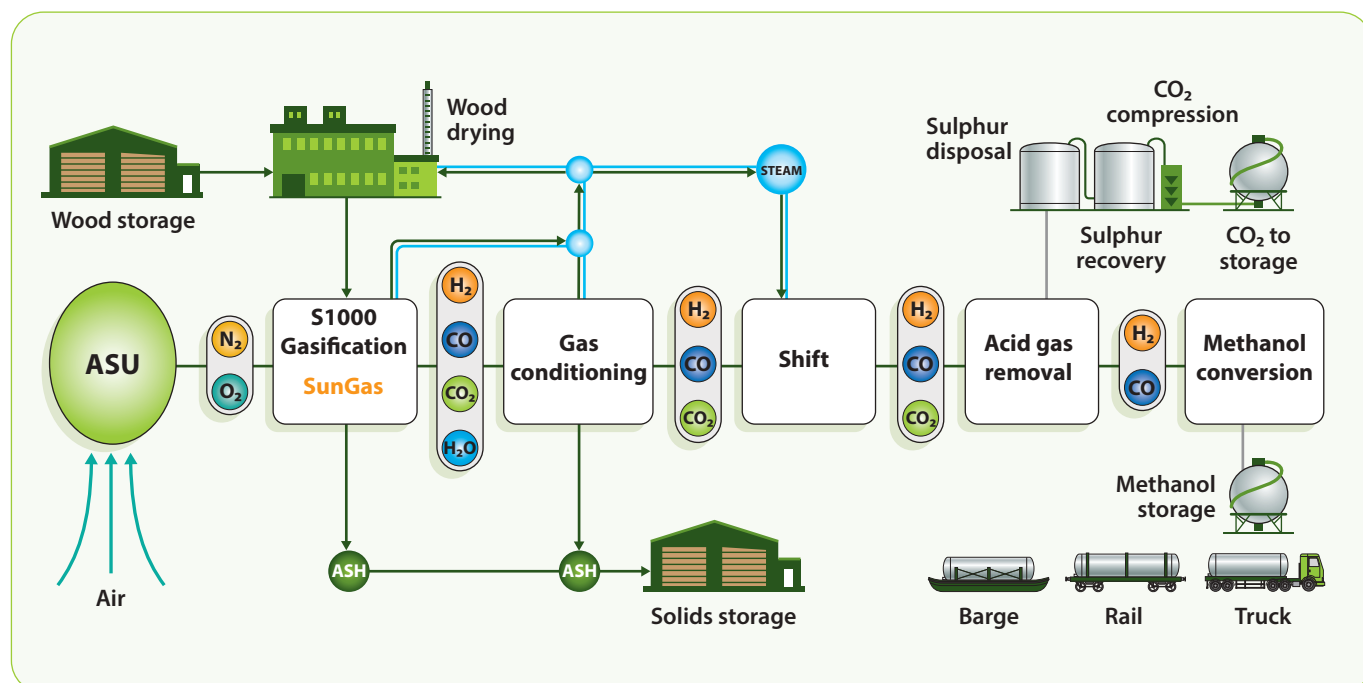 Wood storage
Wood
drying
STEAM
Sulphur
disposal
CO₂
compression
Sulphur
recovery
CO₂ to
storage
ASU
Air
N₂
O₂
S1000
Gasification
SunGas
H₂
CO
CO₂
H₂O
Gas
conditioning
H₂
CO
CO₂
Shift
H₂
CO
CO₂
Acid gas
removal
H₂
CO
Methanol
conversion
ASH
ASH
Solids storage
Methanol
storage
Barge
Rail
Truck